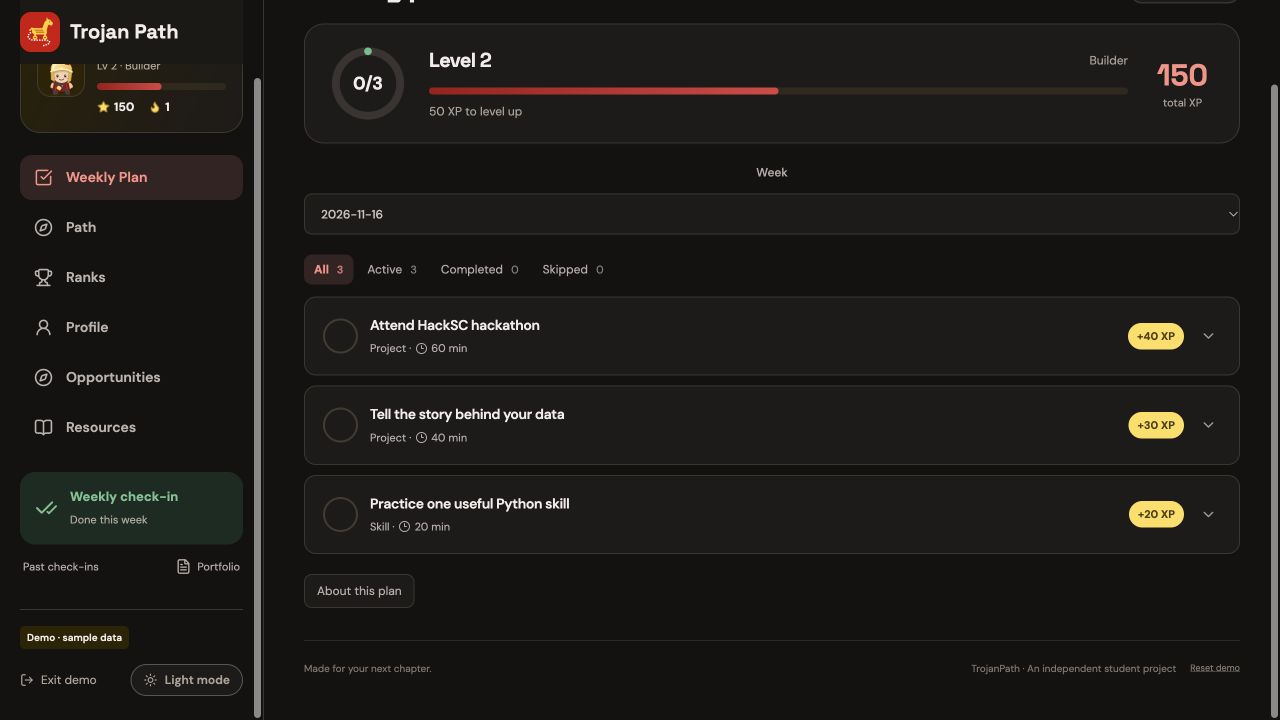 Trojan Path
Lv 2 · Builder
150 1
Weekly Plan
Path
Ranks
Profile
Opportunities
Resources
Weekly check-in
Done this week
Past check-ins Portfolio
Demo · sample data
Exit demo Light mode
0/3
Level 2 Builder
50 XP to level up
150
total XP
Week
2026-11-16
All 3 Active 3 Completed 0 Skipped 0
Attend HackSC hackathon
Project · 60 min
+40 XP
Tell the story behind your data
Project · 40 min
+30 XP
Practice one useful Python skill
Skill · 20 min
+20 XP
About this plan
Made for your next chapter. TrojanPath · An independent student project Reset demo